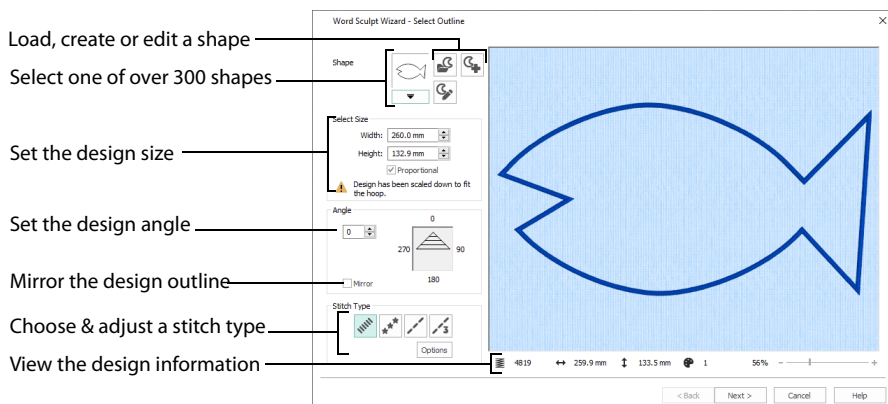 Word Sculpt Wizard - Select Outline
Load, create or edit a shape
Shape
Select one of over 300 shapes
Select Size
Width: 260.0 mm
Height: 132.9 mm
Set the design size
Proportional
Design has been scaled down to fit
the hoop.
Angle
0
Set the design angle
0
270
90
180
Mirror the design outline
Mirror
Stitch Type
Choose & adjust a stitch type
3
Options
View the design information
4819 259.9 mm 133.5 mm 1 56% - +
< Back Next > Cancel Help